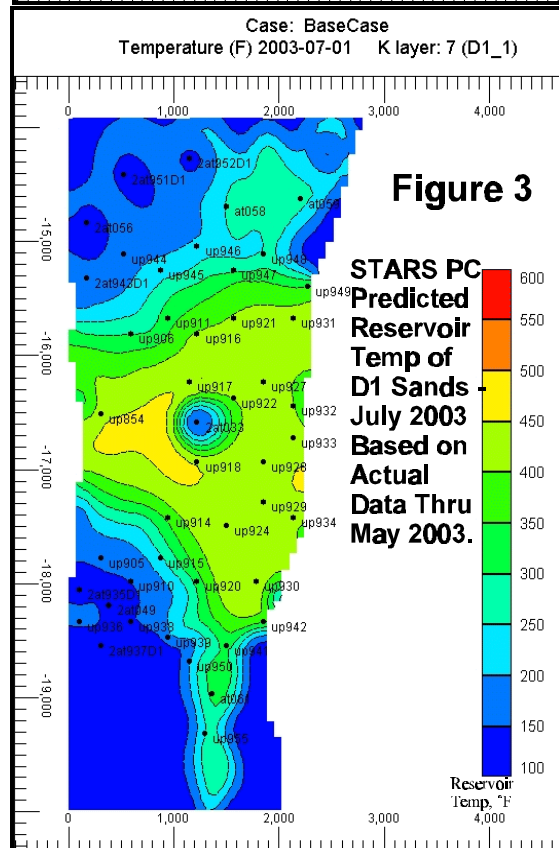 Case: BaseCase
Temperature (F) 2003-07-01 K layer: 7 (D1_1)
0 1,000 2,000 3,000 4,000
Figure 3
STARS PC
Predicted
Reservoir
Temp of
D1 Sands
July 2003
Based on
Actual
Data Thru
May 2003.
600
550
500
450
400
350
300
250
200
150
100
Reservoir
Temp, °F
-15,000
-16,000
-17,000
-18,000
-19,000
2at952D1
2at951D1
at059
at058
2at056
up946
up944
up948
up945
up947
2at942D1
up949
up911
up921
up931
up906
up916
up917
up927
up922
up932
up854
2at033
up933
up918
up928
up929
up914
up934
up924
up905
up915
up910
up920
up930
2at935D1
2at049
up936
up938
up942
up939
up941
2at937D1
up950
at061
up955
0 1,000 2,000 3,000 4,000